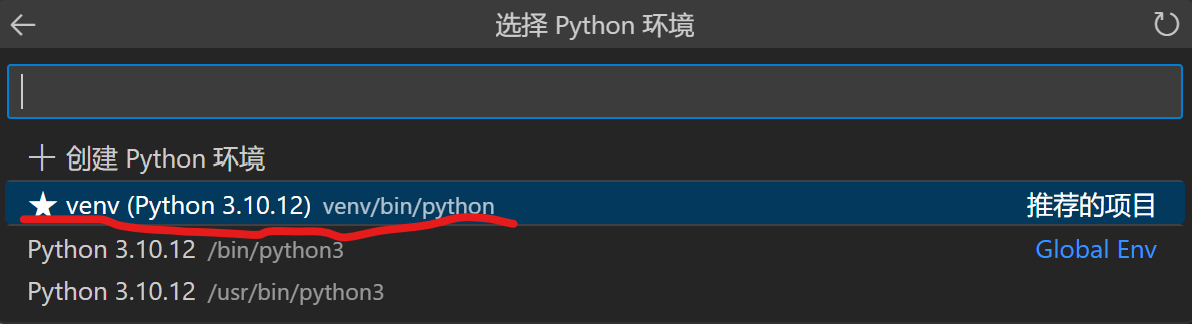 选择 Python 环境
创建 Python 环境
venv (Python 3.10.12) venv/bin/python 推荐的项目
Python 3.10.12 /bin/python3 Global Env
Python 3.10.12 /usr/bin/python3